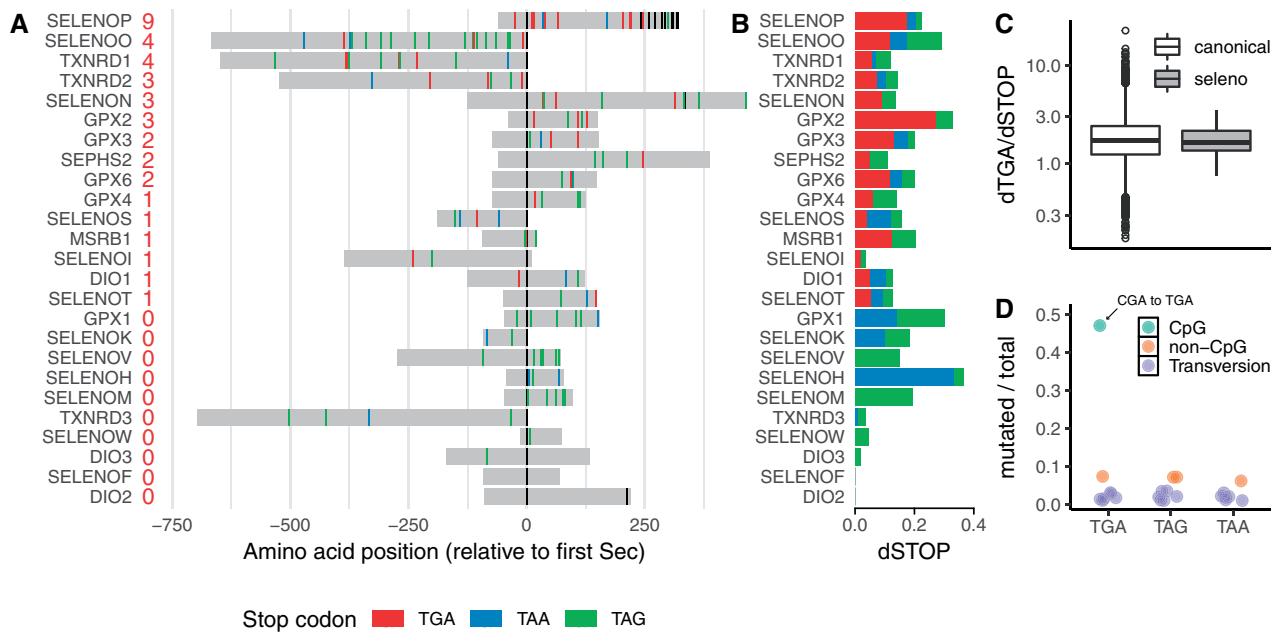 A
SELENOP 9
SELENOO 4
TXNRD1 4
TXNRD2 3
SELENON 3
GPX2 3
GPX3 2
SEPHS2 2
GPX6 2
GPX4 1
SELENOS 1
MSRB1 1
SELENOI 1
DIO1 1
SELENOT 1
GPX1 0
SELENOK 0
SELENOV 0
SELENOH 0
SELENOM 0
TXNRD3 0
SELENOW 0
DIO3 0
SELENOF 0
DIO2 0
−750 −500 −250 0 250
Amino acid position (relative to first Sec)
Stop codon TGA TAA TAG
B
SELENOP
SELENOO
TXNRD1
TXNRD2
SELENON
GPX2
GPX3
SEPHS2
GPX6
GPX4
SELENOS
MSRB1
SELENOI
DIO1
SELENOT
GPX1
SELENOK
SELENOV
SELENOH
SELENOM
TXNRD3
SELENOW
DIO3
SELENOF
DIO2
0.0 0.2 0.4
dSTOP
C
dTGA/dSTOP
10.0
3.0
1.0
0.3
canonical
seleno
D
mutated / total
0.5
0.4
0.3
0.2
0.1
0.0
CGA to TGA
CpG
non−CpG
Transversion
TGA TAG TAA